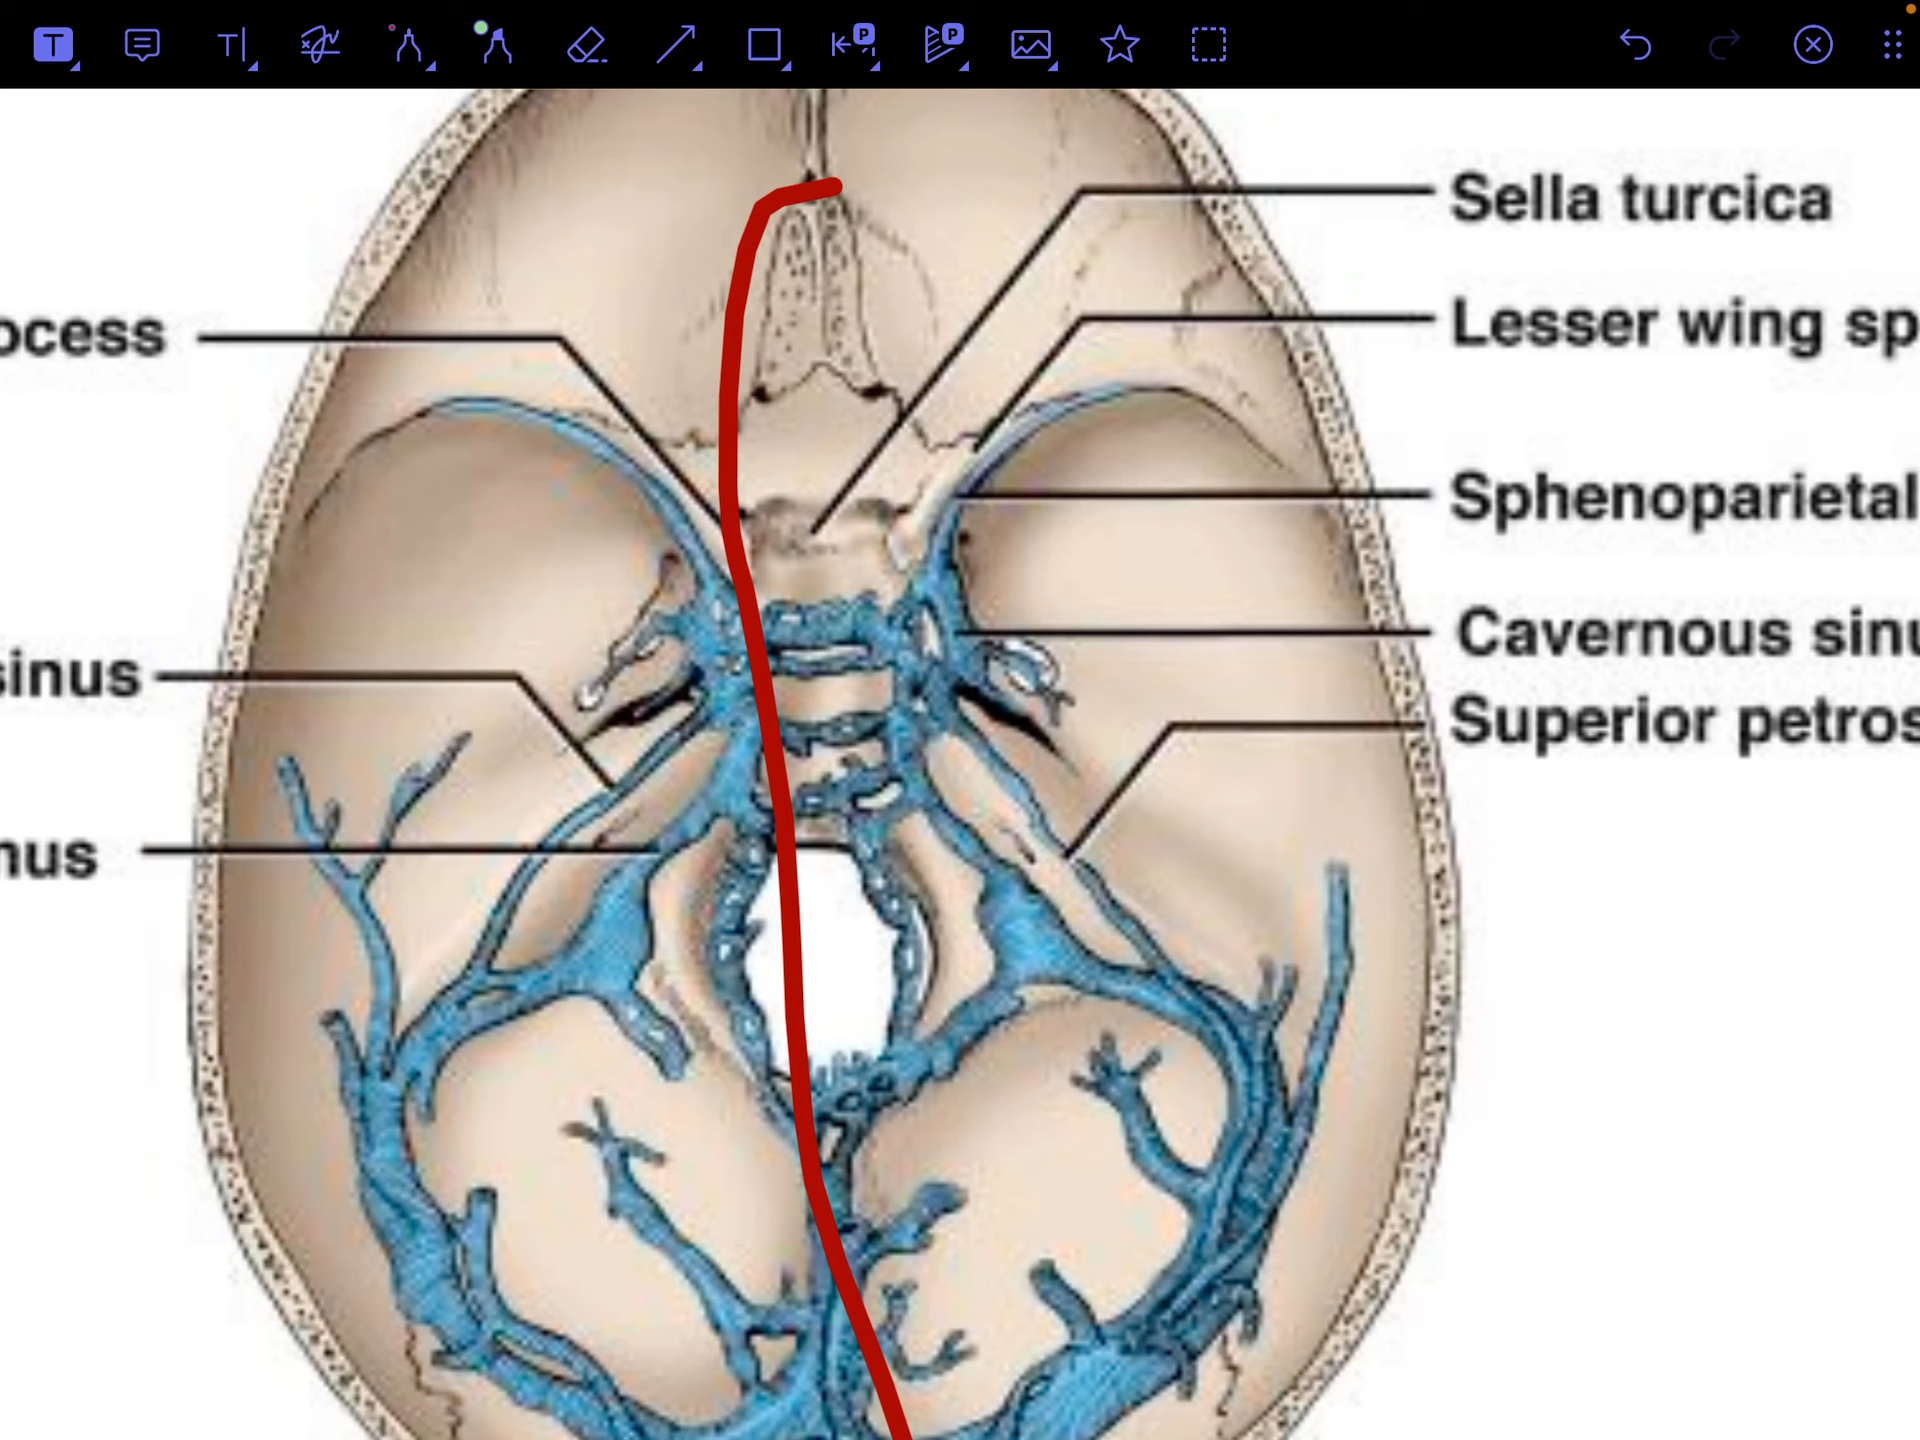 T
T
P
P
Sella turcica
Lesser wing sp
ocess
Sphenoparietal
Cavernous sinu
sinus
Superior petros
nus